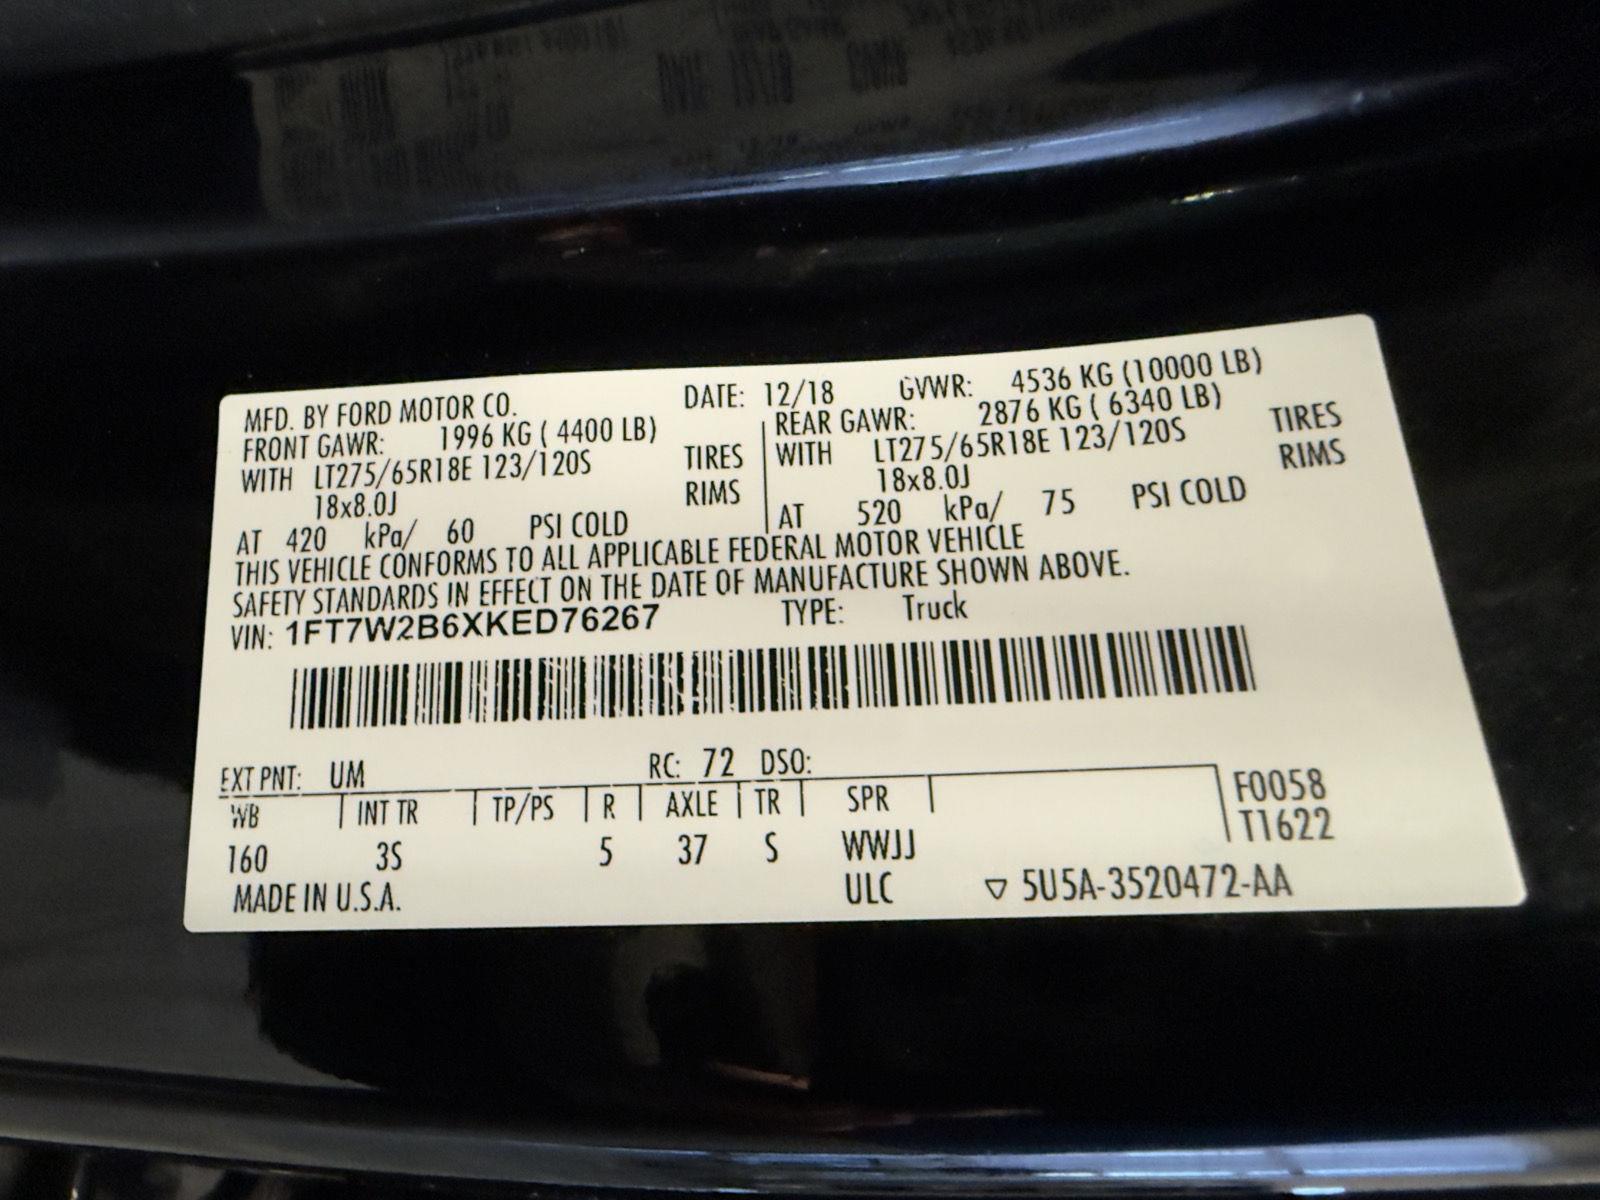 MFD. BY FORD MOTOR CO. DATE: 12/18 GVWR: 4536 KG (10000 LB)
FRONT GAWR: 1996 KG ( 4400 LB) REAR GAWR: 2876 KG ( 6340 LB)
WITH LT275/65R18E 123/120S TIRES WITH LT275/65R18E 123/120S TIRES
18x8.0J RIMS 18x8.0J RIMS
AT 420 kPa/ 60 PSI COLD AT 520 kPa/ 75 PSI COLD
THIS VEHICLE CONFORMS TO ALL APPLICABLE FEDERAL MOTOR VEHICLE
SAFETY STANDARDS IN EFFECT ON THE DATE OF MANUFACTURE SHOWN ABOVE.
VIN: 1FT7W2B6XKED76267 TYPE: Truck
EXT PNT: UM RC: 72 DSO:
WB INT TR TP/PS R AXLE TR SPR F0058
T1622
160 3S 5 37 S WWJJ
MADE IN U.S.A. ULC ▽ 5U5A-3520472-AA